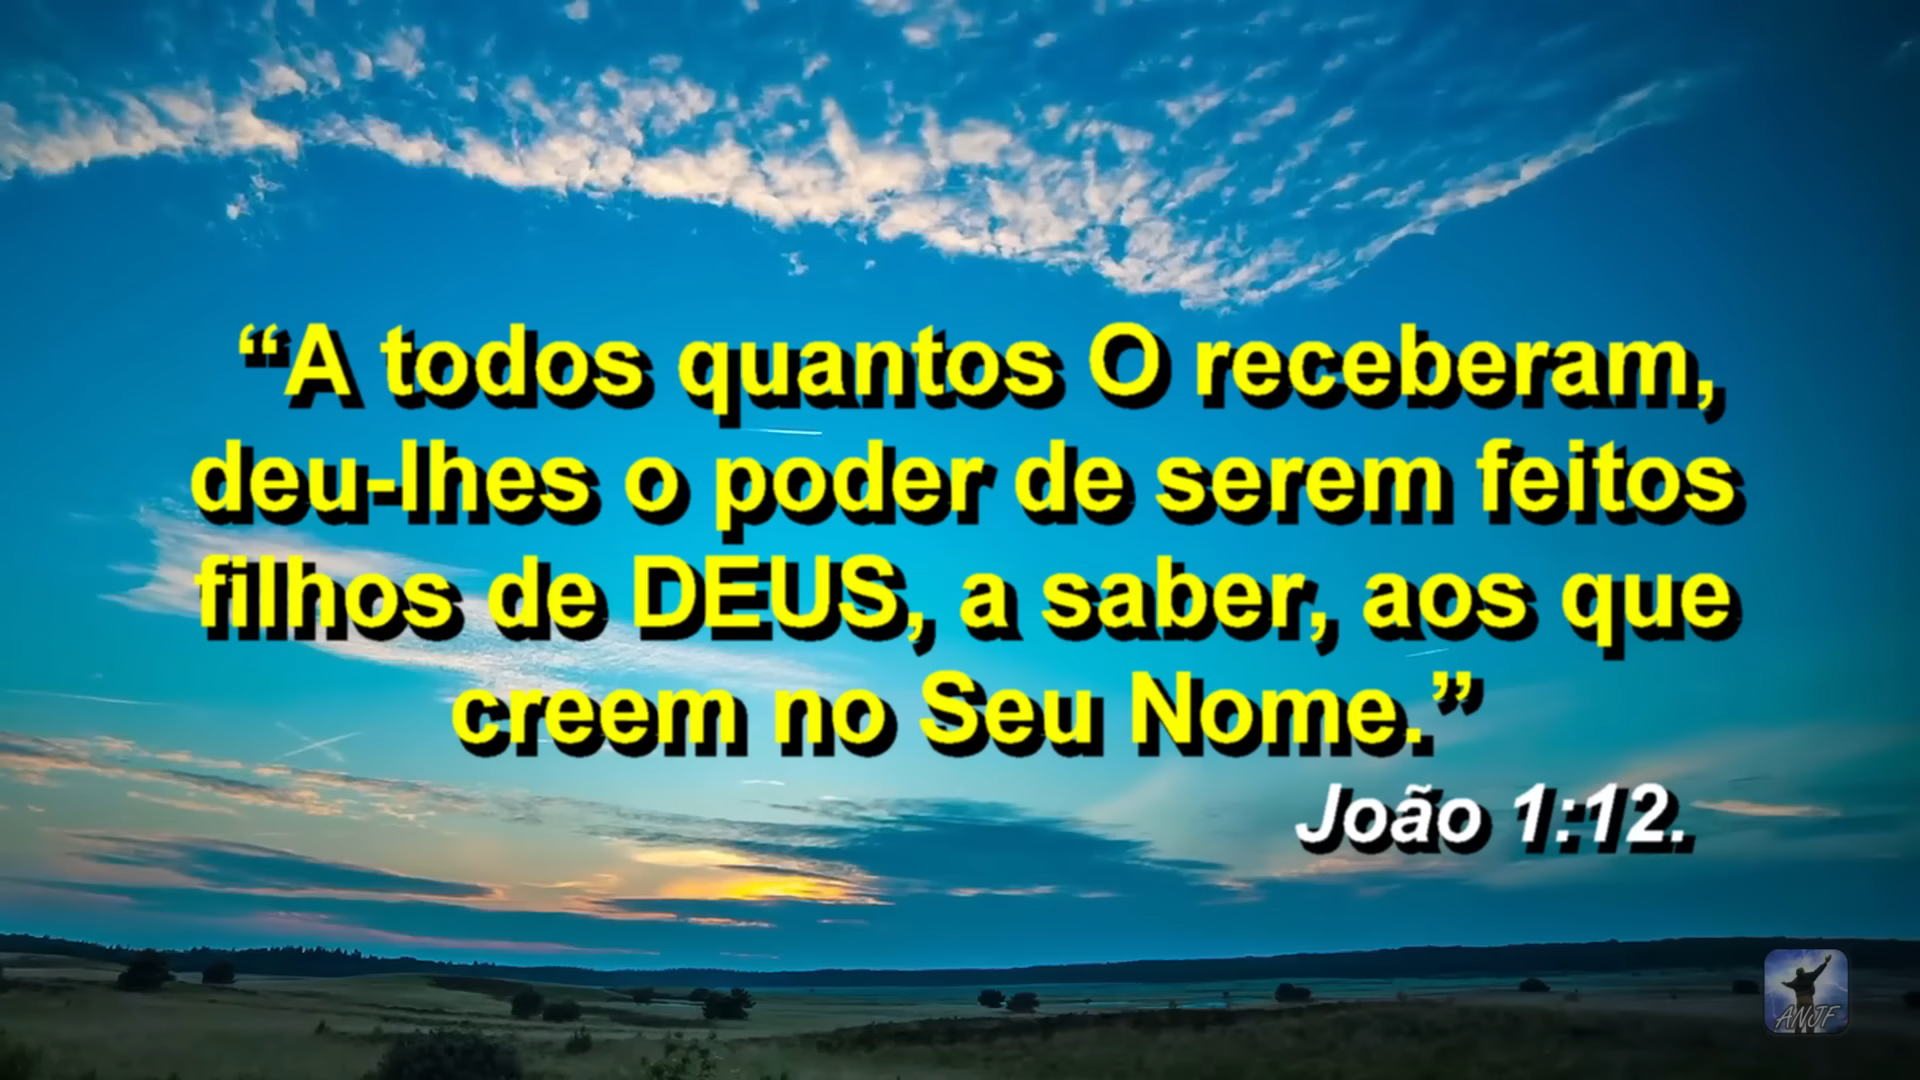 “A todos quantos O receberam,
deu-lhes o poder de serem feitos
filhos de DEUS, a saber, aos que
creem no Seu Nome.”
João 1:12.
ANJF